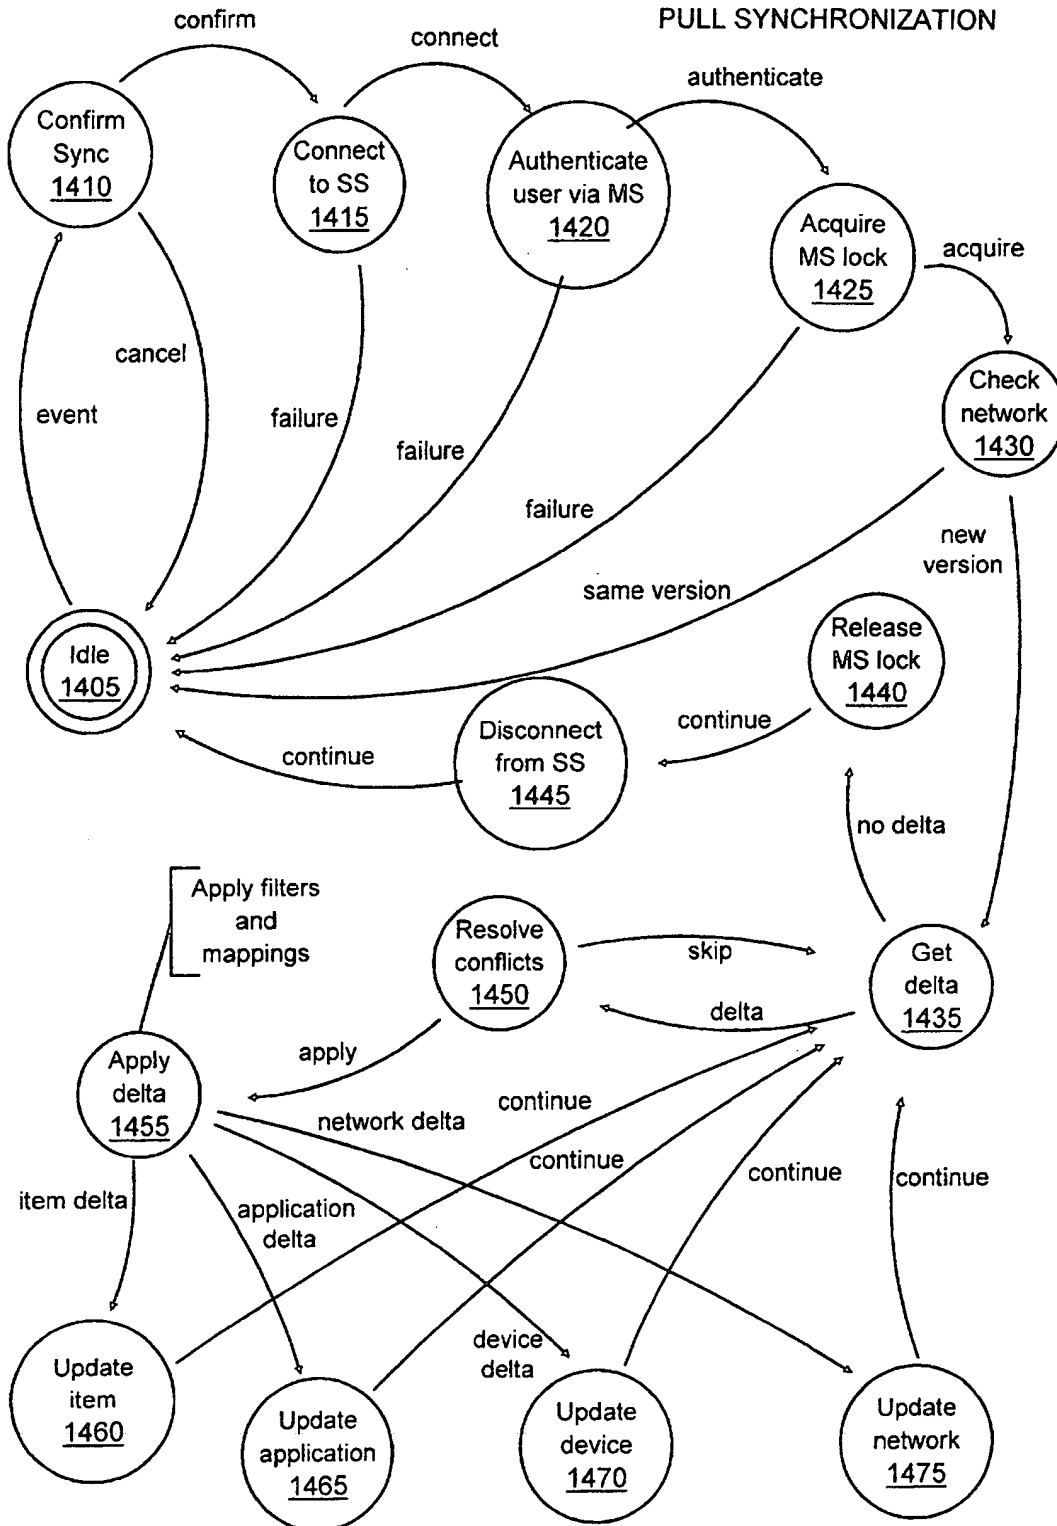 PULL SYNCHRONIZATION
confirm
connect
authenticate
Confirm
Sync
1410
Connect
to SS
1415
Authenticate
user via MS
1420
Acquire
MS lock
1425
acquire
cancel
event
failure
failure
failure
Check
network
1430
same version
new
version
Idle
1405
Release
MS lock
1440
continue
Disconnect
from SS
1445
continue
no delta
Apply filters
and
mappings
Resolve
conflicts
1450
skip
delta
Get
delta
1435
apply
Apply
delta
1455
network delta
continue
continue
continue
continue
item delta
application
delta
device
delta
Update
item
1460
Update
application
1465
Update
device
1470
Update
network
1475